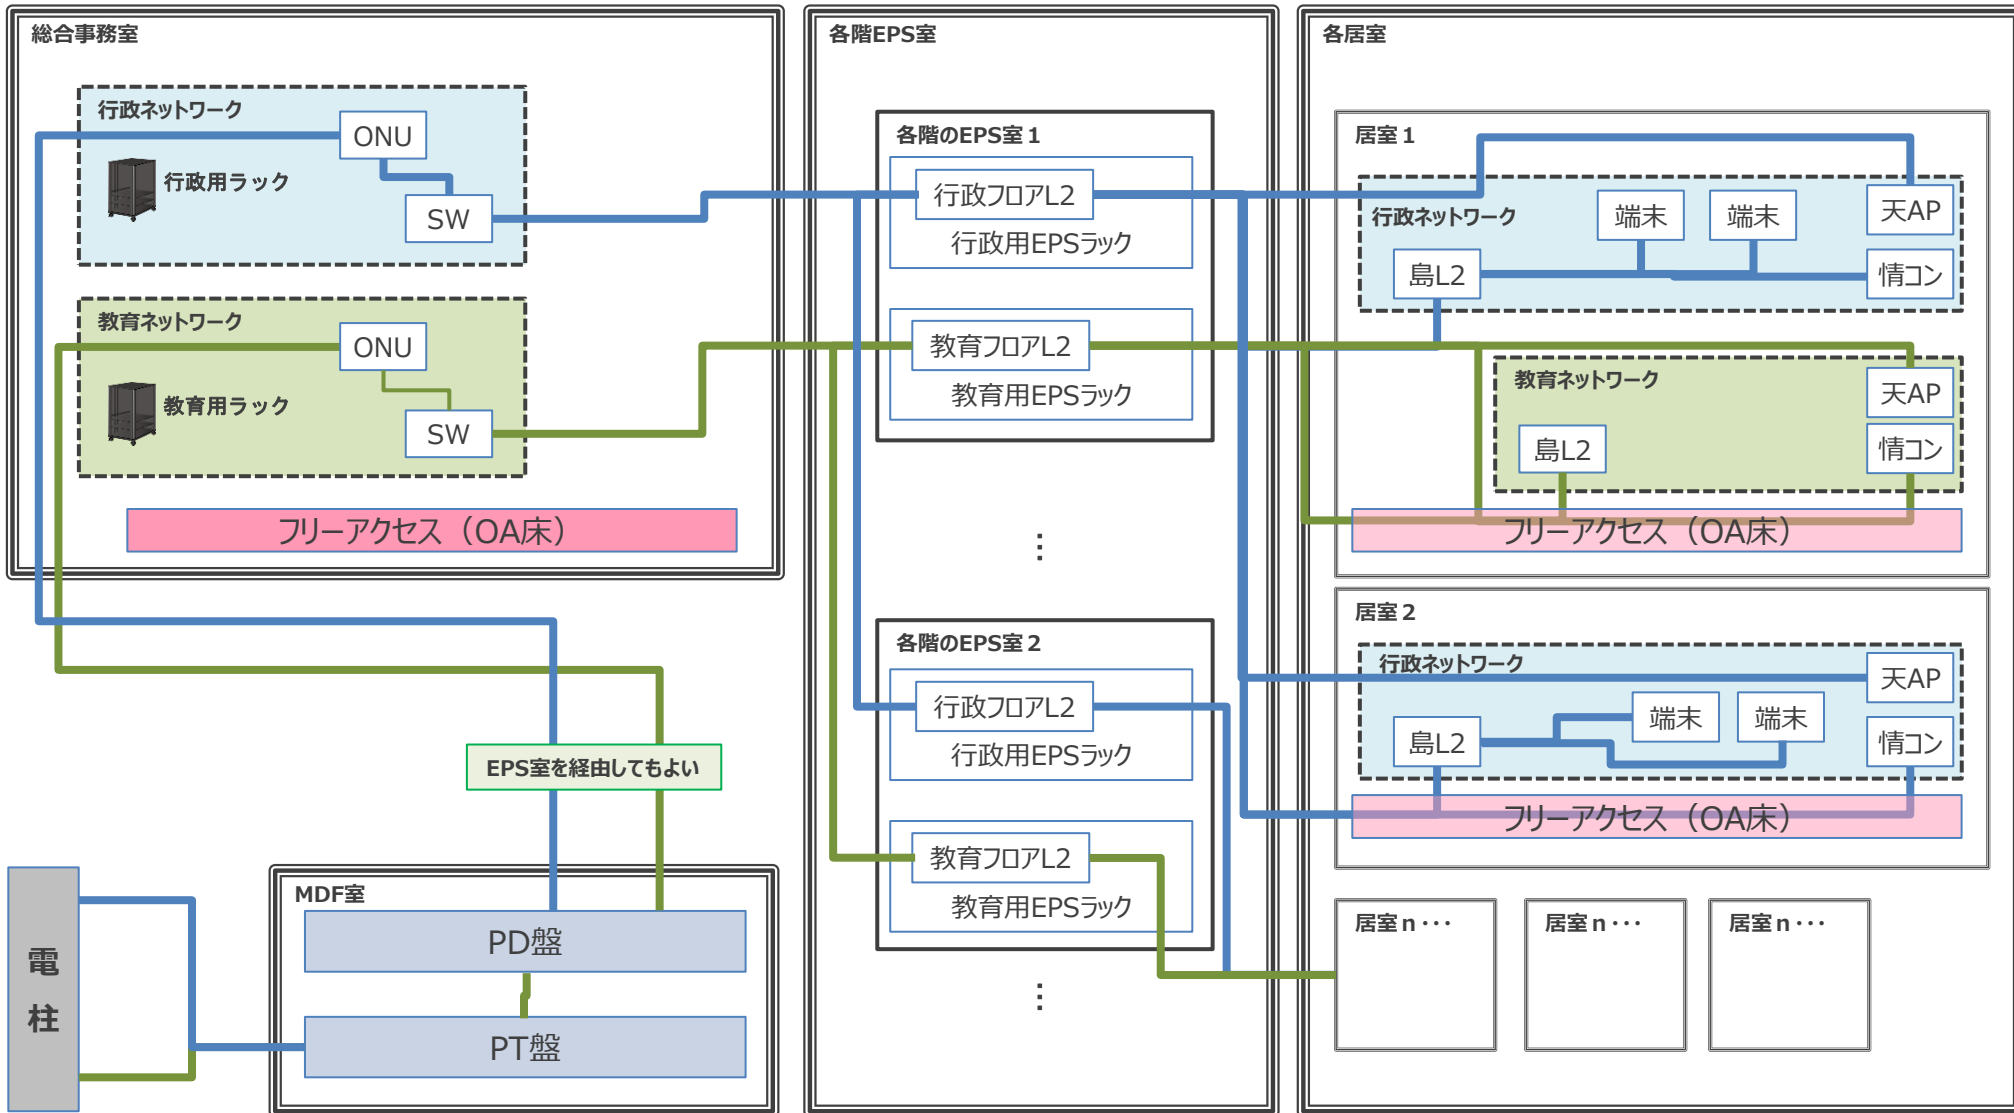 総合事務室
行政ネットワーク
ONU
行政用ラック
SW
教育ネットワーク
ONU
教育用ラック
SW
フリーアクセス（OA床）
EPS室を経由してもよい
電柱
MDF室
PD盤
PT盤
各階EPS室
各階のEPS室１
行政フロアL2
行政用EPSラック
教育フロアL2
教育用EPSラック
⋮
各階のEPS室２
行政フロアL2
行政用EPSラック
教育フロアL2
教育用EPSラック
⋮
各居室
居室１
行政ネットワーク
端末
端末
天AP
島L2
情コン
教育ネットワーク
天AP
島L2
情コン
フリーアクセス（OA床）
居室２
行政ネットワーク
天AP
端末
端末
島L2
情コン
フリーアクセス（OA床）
居室ｎ・・・
居室ｎ・・・
居室ｎ・・・